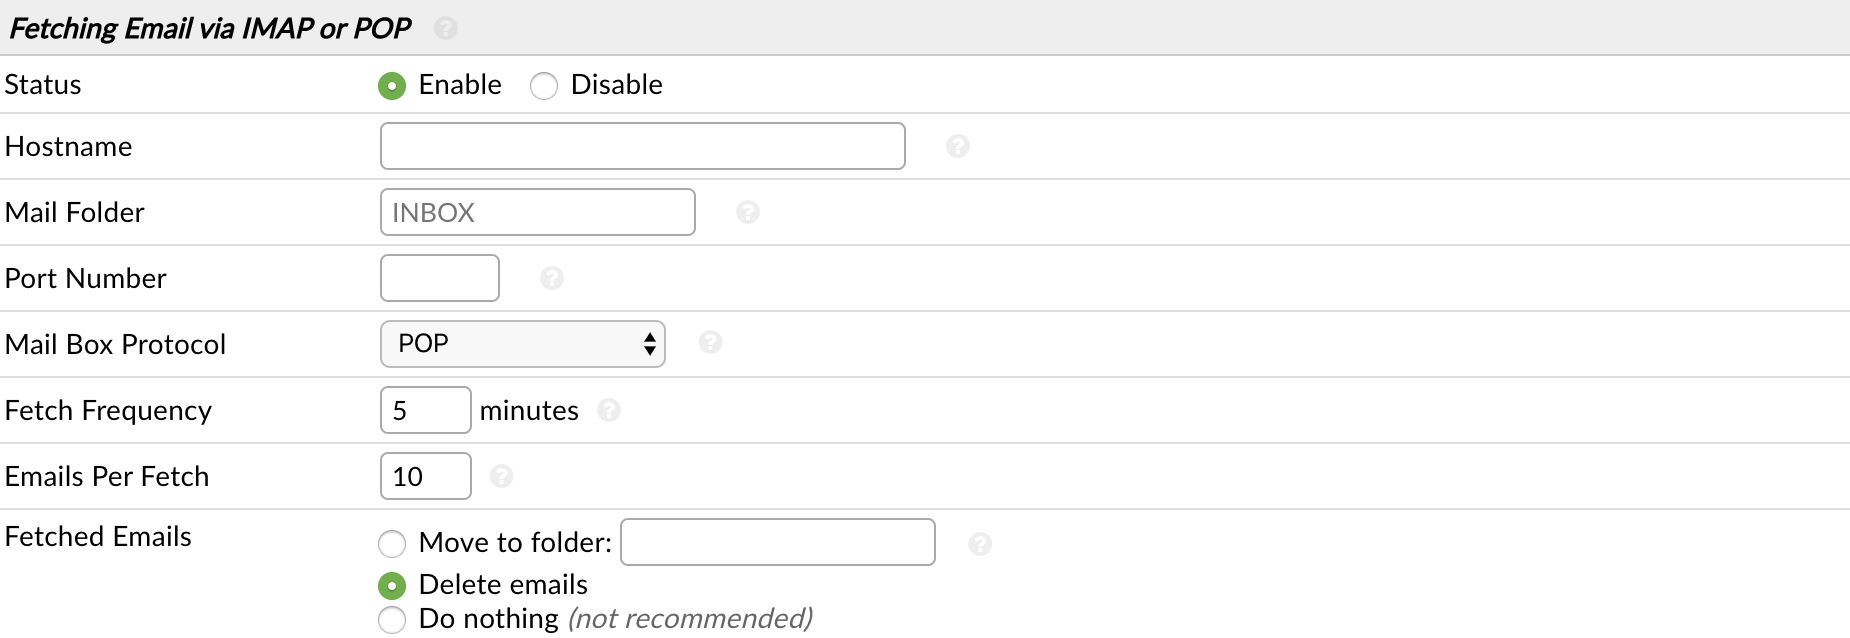 Fetching Email via IMAP or POP ?
Status Enable Disable
Hostname ?
Mail Folder INBOX ?
Port Number ?
Mail Box Protocol POP ?
Fetch Frequency 5 minutes ?
Emails Per Fetch 10 ?
Fetched Emails Move to folder: ?
Delete emails
Do nothing (not recommended)